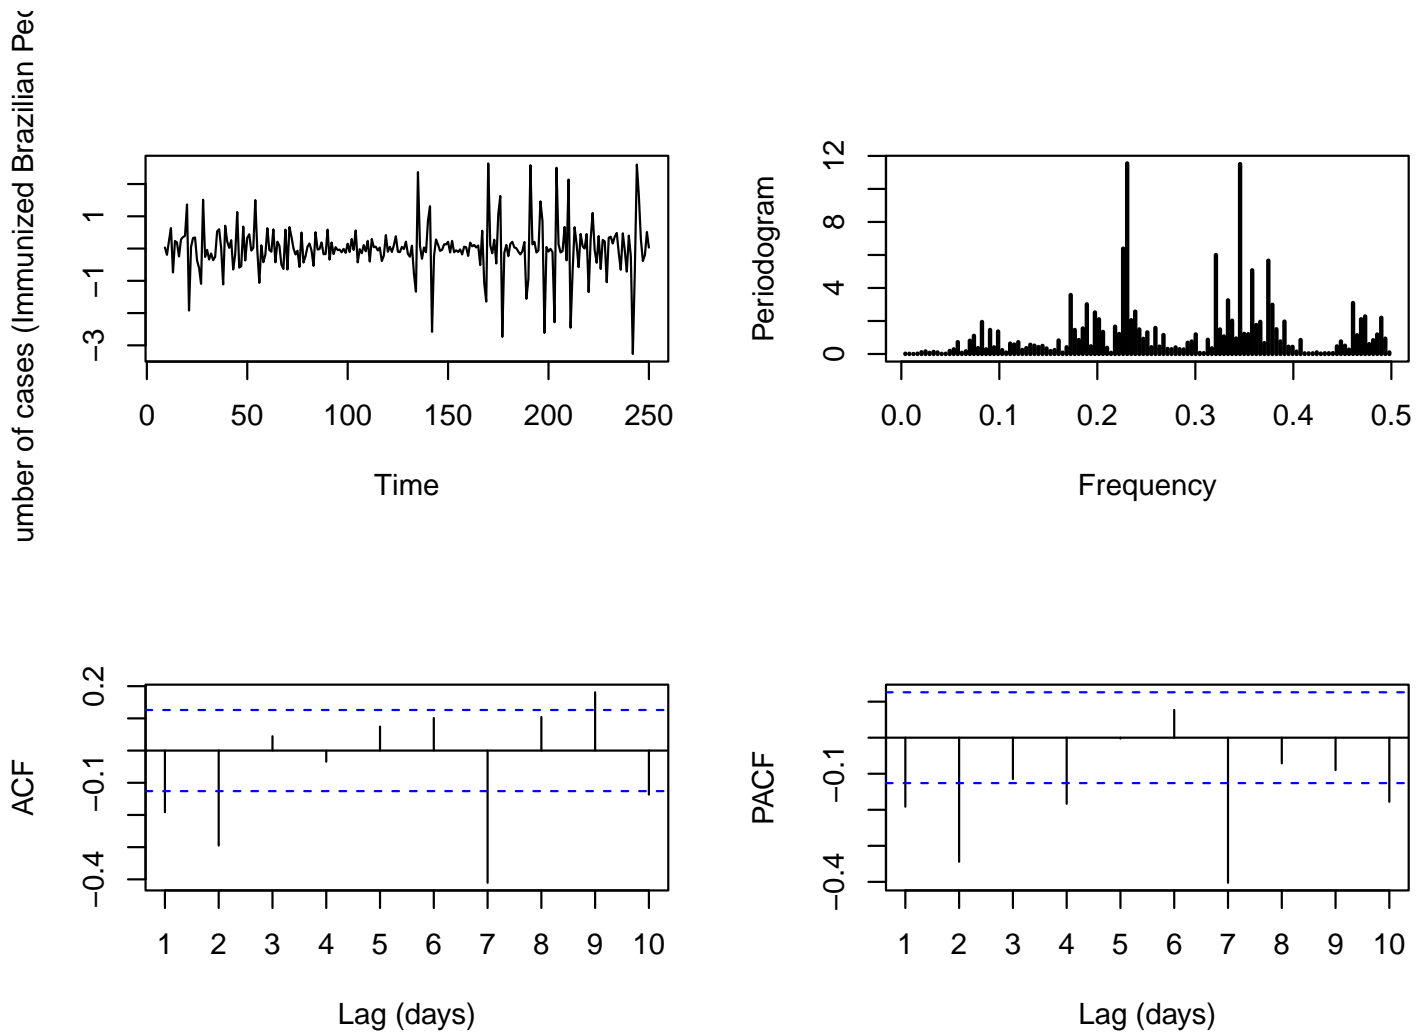 umber of cases (Immunized Brazilian Pec
1
−1
−3
0
50
100
150
200
250
Time
Periodogram
12
8
4
0
0.0
0.1
0.2
0.3
0.4
0.5
Frequency
ACF
0.2
−0.1
−0.4
1 2 3 4 5 6 7 8 9 10
Lag (days)
PACF
−0.1
−0.4
1 2 3 4 5 6 7 8 9 10
Lag (days)